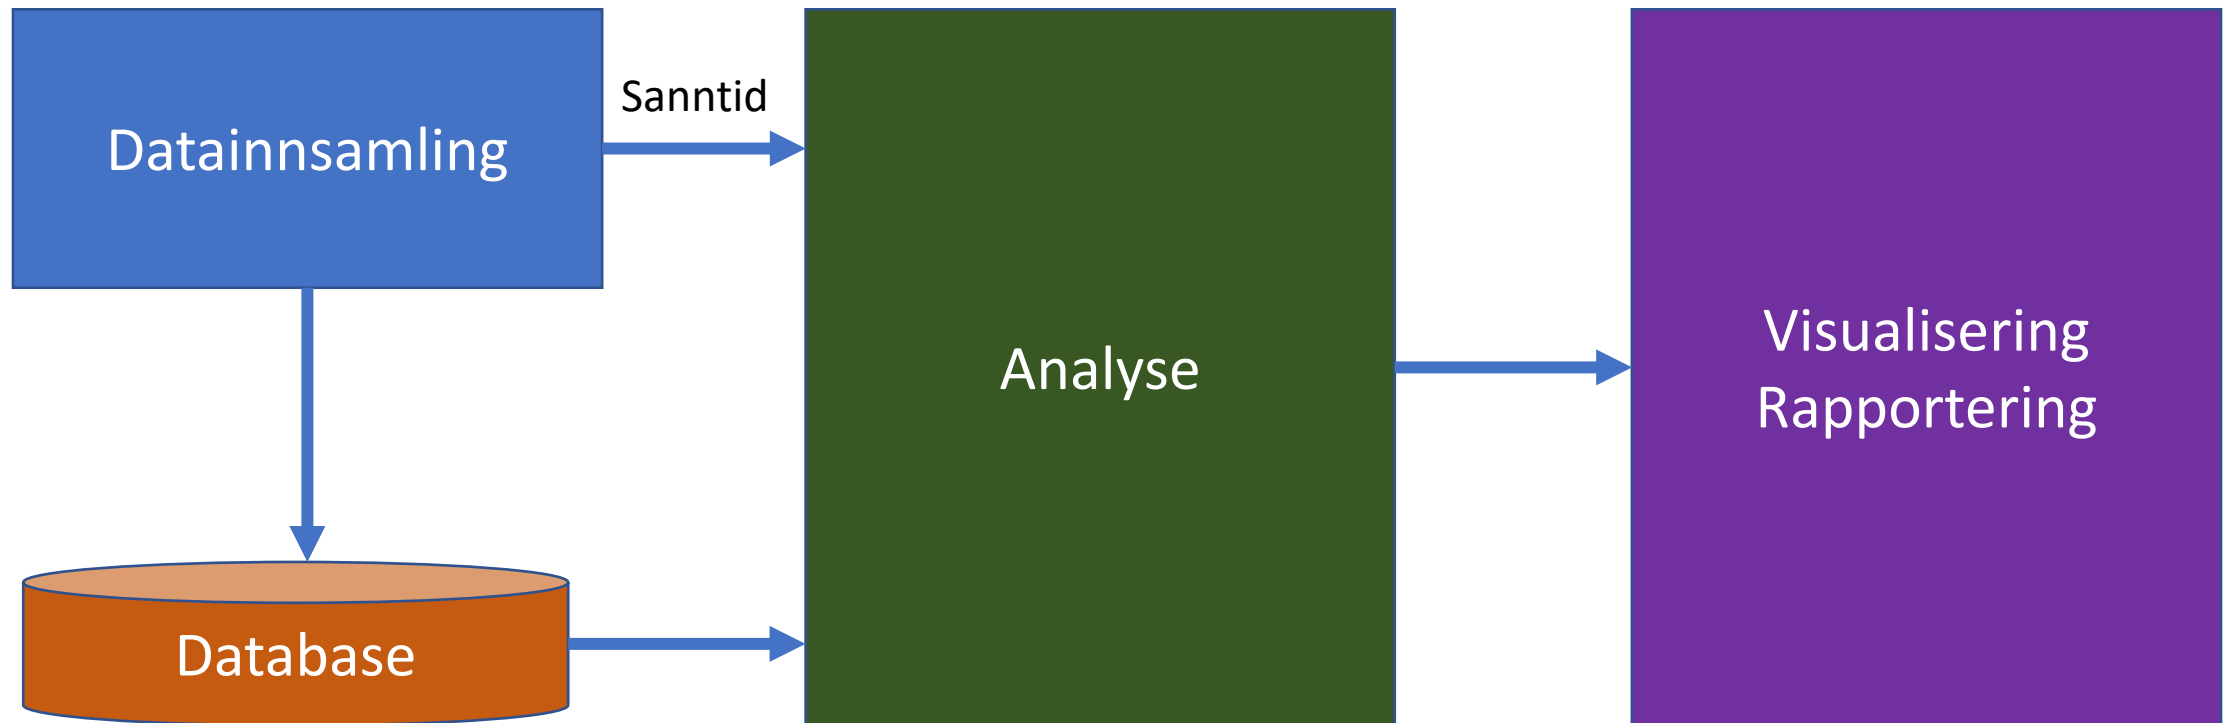 Datainnsamling
Sanntid
Analyse
Visualisering
Rapportering
Database